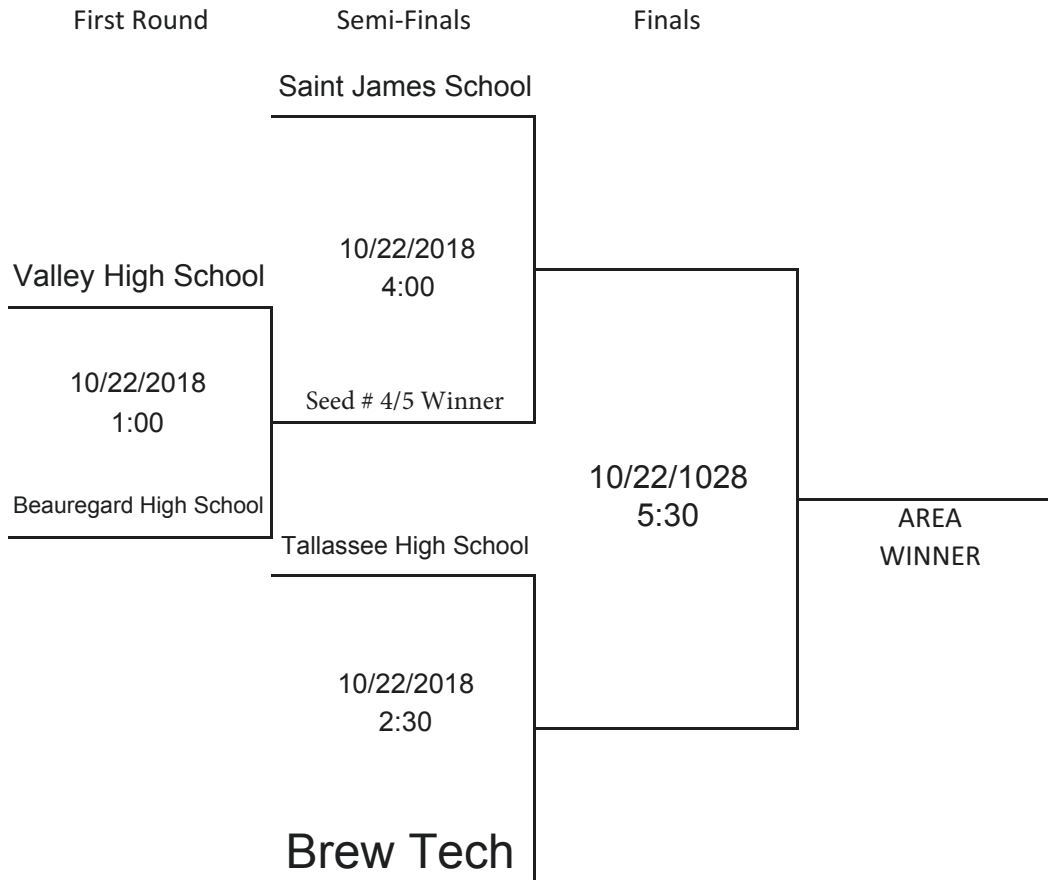 First Round
Semi-Finals
Finals
Saint James School
10/22/2018
4:00
Valley High School
10/22/2018
1:00
Seed # 4/5 Winner
Beauregard High School
10/22/1028
5:30
AREA
WINNER
Tallassee High School
10/22/2018
2:30
Brew Tech